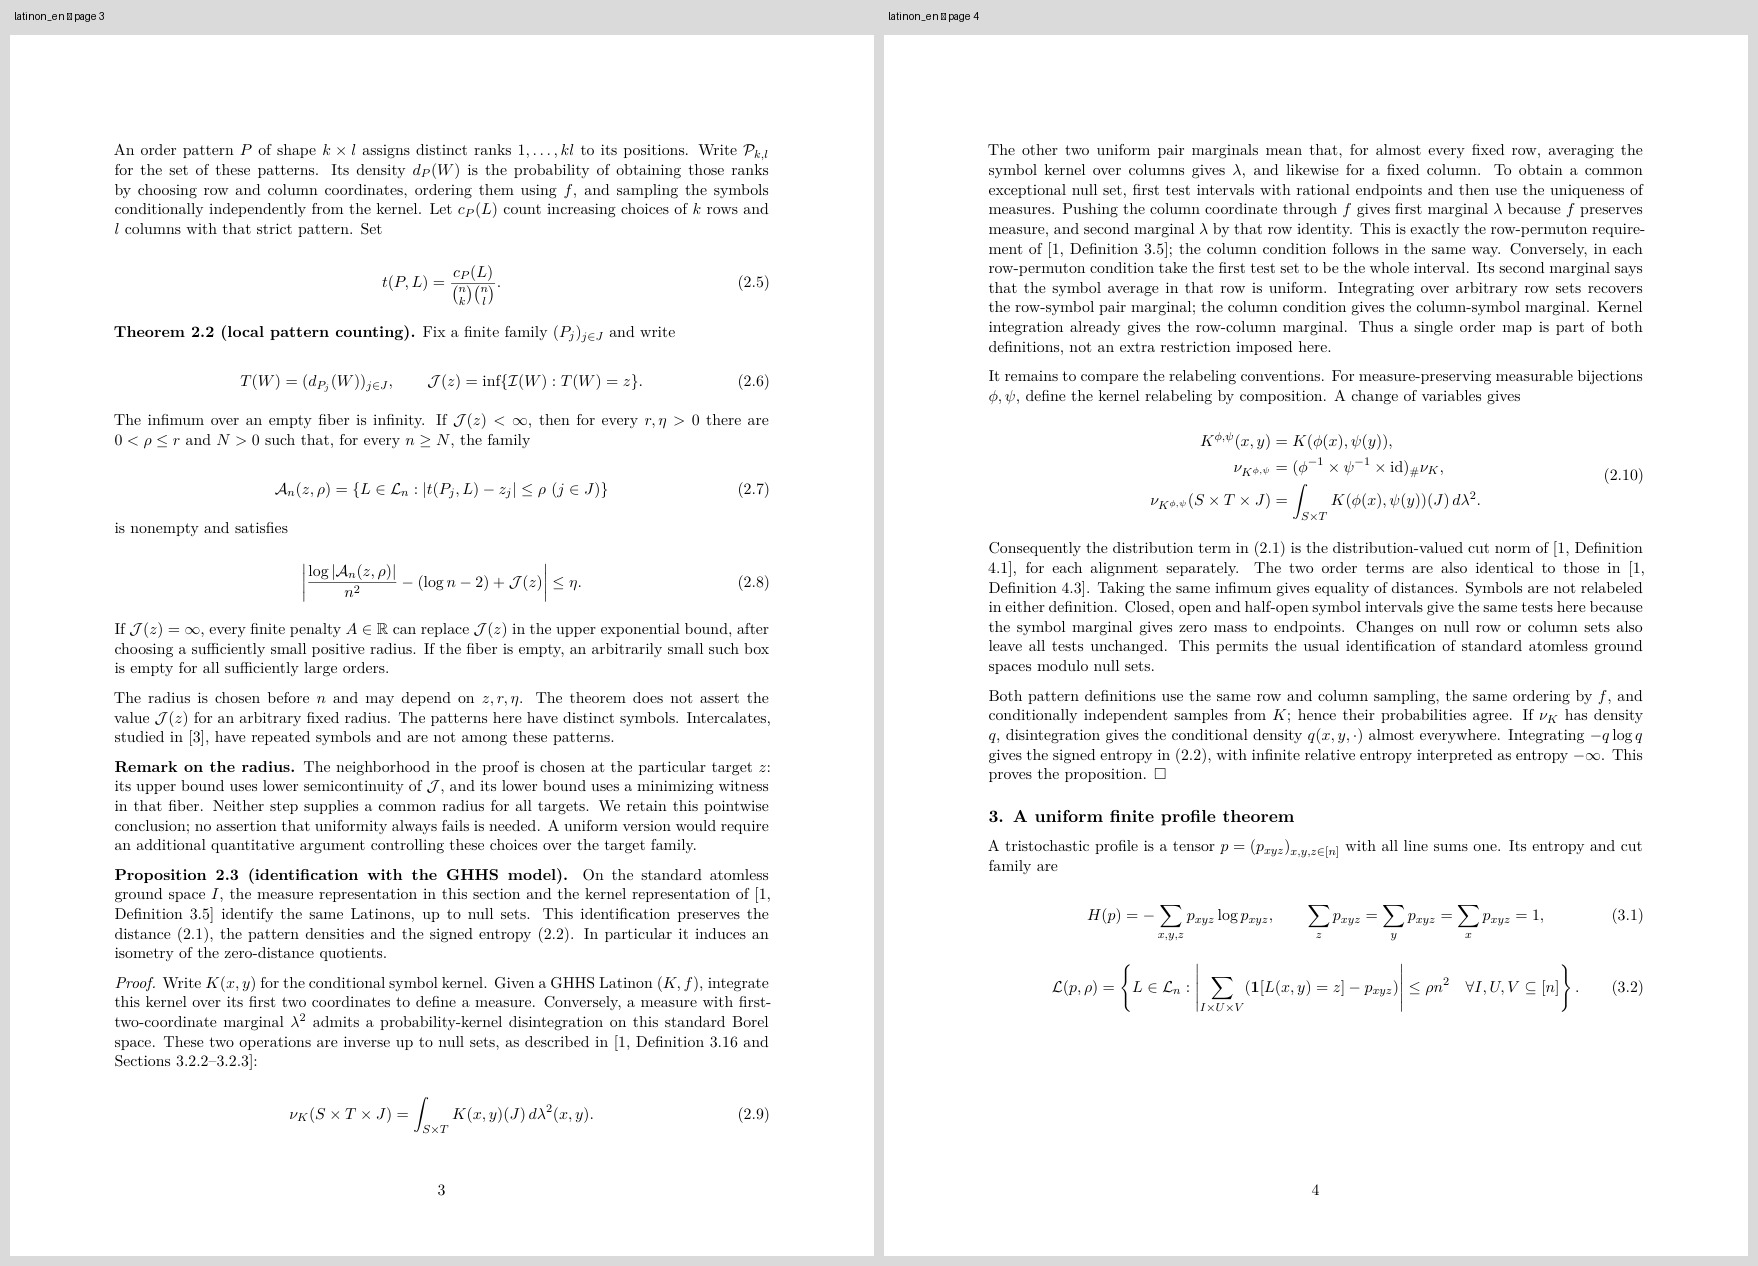 latinon_en page 3
An order pattern P of shape k × l assigns distinct ranks 1, . . . , kl to its positions. Write 𝒫_{k,l}
for the set of these patterns. Its density d_P(W) is the probability of obtaining those ranks
by choosing row and column coordinates, ordering them using f, and sampling the symbols
conditionally independently from the kernel. Let c_P(L) count increasing choices of k rows and
l columns with that strict pattern. Set
t(P, L) = \frac{c_P(L)}{\binom{n}{k}\binom{n}{l}}. (2.5)
Theorem 2.2 (local pattern counting). Fix a finite family (P_j)_{j∈J} and write
T(W) = (d_{P_j}(W))_{j∈J}, 𝒥(z) = inf{ℐ(W) : T(W) = z}. (2.6)
The infimum over an empty fiber is infinity. If 𝒥(z) < ∞, then for every r, η > 0 there are
0 < ρ ≤ r and N > 0 such that, for every n ≥ N, the family
𝒜_n(z, ρ) = {L ∈ ℒ_n : |t(P_j, L) − z_j| ≤ ρ (j ∈ J)} (2.7)
is nonempty and satisfies
\left| \frac{log |𝒜_n(z, ρ)|}{n^2} − (log n − 2) + 𝒥(z) \right| ≤ η. (2.8)
If 𝒥(z) = ∞, every finite penalty A ∈ ℝ can replace 𝒥(z) in the upper exponential bound, after
choosing a sufficiently small positive radius. If the fiber is empty, an arbitrarily small such box
is empty for all sufficiently large orders.
The radius is chosen before n and may depend on z, r, η. The theorem does not assert the
value 𝒥(z) for an arbitrary fixed radius. The patterns here have distinct symbols. Intercalates,
studied in [3], have repeated symbols and are not among these patterns.
Remark on the radius. The neighborhood in the proof is chosen at the particular target z:
its upper bound uses lower semicontinuity of 𝒥, and its lower bound uses a minimizing witness
in that fiber. Neither step supplies a common radius for all targets. We retain this pointwise
conclusion; no assertion that uniformity always fails is needed. A uniform version would require
an additional quantitative argument controlling these choices over the target family.
Proposition 2.3 (identification with the GHHS model). On the standard atomless
ground space I, the measure representation in this section and the kernel representation of [1,
Definition 3.5] identify the same Latinons, up to null sets. This identification preserves the
distance (2.1), the pattern densities and the signed entropy (2.2). In particular it induces an
isometry of the zero-distance quotients.
Proof. Write K(x, y) for the conditional symbol kernel. Given a GHHS Latinon (K, f), integrate
this kernel over its first two coordinates to define a measure. Conversely, a measure with first-
two-coordinate marginal λ^2 admits a probability-kernel disintegration on this standard Borel
space. These two operations are inverse up to null sets, as described in [1, Definition 3.16 and
Sections 3.2.2–3.2.3]:
ν_K(S × T × J) = ∫_{S×T} K(x, y)(J) dλ^2(x, y). (2.9)
3
latinon_en page 4
The other two uniform pair marginals mean that, for almost every fixed row, averaging the
symbol kernel over columns gives λ, and likewise for a fixed column. To obtain a common
exceptional null set, first test intervals with rational endpoints and then use the uniqueness of
measures. Pushing the column coordinate through f gives first marginal λ because f preserves
measure, and second marginal λ by that row identity. This is exactly the row-permuton require-
ment of [1, Definition 3.5]; the column condition follows in the same way. Conversely, in each
row-permuton condition take the first test set to be the whole interval. Its second marginal says
that the symbol average in that row is uniform. Integrating over arbitrary row sets recovers
the row-symbol pair marginal; the column condition gives the column-symbol marginal. Kernel
integration already gives the row-column marginal. Thus a single order map is part of both
definitions, not an extra restriction imposed here.
It remains to compare the relabeling conventions. For measure-preserving measurable bijections
ϕ, ψ, define the kernel relabeling by composition. A change of variables gives
K^{ϕ,ψ}(x, y) = K(ϕ(x), ψ(y)),
ν_{K^{ϕ,ψ}} = (ϕ^{−1} × ψ^{−1} × id)_# ν_K, (2.10)
ν_{K^{ϕ,ψ}}(S × T × J) = ∫_{S×T} K(ϕ(x), ψ(y))(J) dλ^2.
Consequently the distribution term in (2.1) is the distribution-valued cut norm of [1, Definition
4.1], for each alignment separately. The two order terms are also identical to those in [1,
Definition 4.3]. Taking the same infimum gives equality of distances. Symbols are not relabeled
in either definition. Closed, open and half-open symbol intervals give the same tests here because
the symbol marginal gives zero mass to endpoints. Changes on null row or column sets also
leave all tests unchanged. This permits the usual identification of standard atomless ground
spaces modulo null sets.
Both pattern definitions use the same row and column sampling, the same ordering by f, and
conditionally independent samples from K; hence their probabilities agree. If ν_K has density
q, disintegration gives the conditional density q(x, y, ·) almost everywhere. Integrating −q log q
gives the signed entropy in (2.2), with infinite relative entropy interpreted as entropy −∞. This
proves the proposition. □
3. A uniform finite profile theorem
A tristochastic profile is a tensor p = (p_{xyz})_{x,y,z∈[n]} with all line sums one. Its entropy and cut
family are
H(p) = − ∑_{x,y,z} p_{xyz} log p_{xyz}, ∑_z p_{xyz} = ∑_y p_{xyz} = ∑_x p_{xyz} = 1, (3.1)
ℒ(p, ρ) = \left\{ L ∈ ℒ_n : \left| ∑_{I×U×V} (𝟏[L(x, y) = z] − p_{xyz}) \right| ≤ ρn^2 ∀I, U, V ⊆ [n] \right\}. (3.2)
4